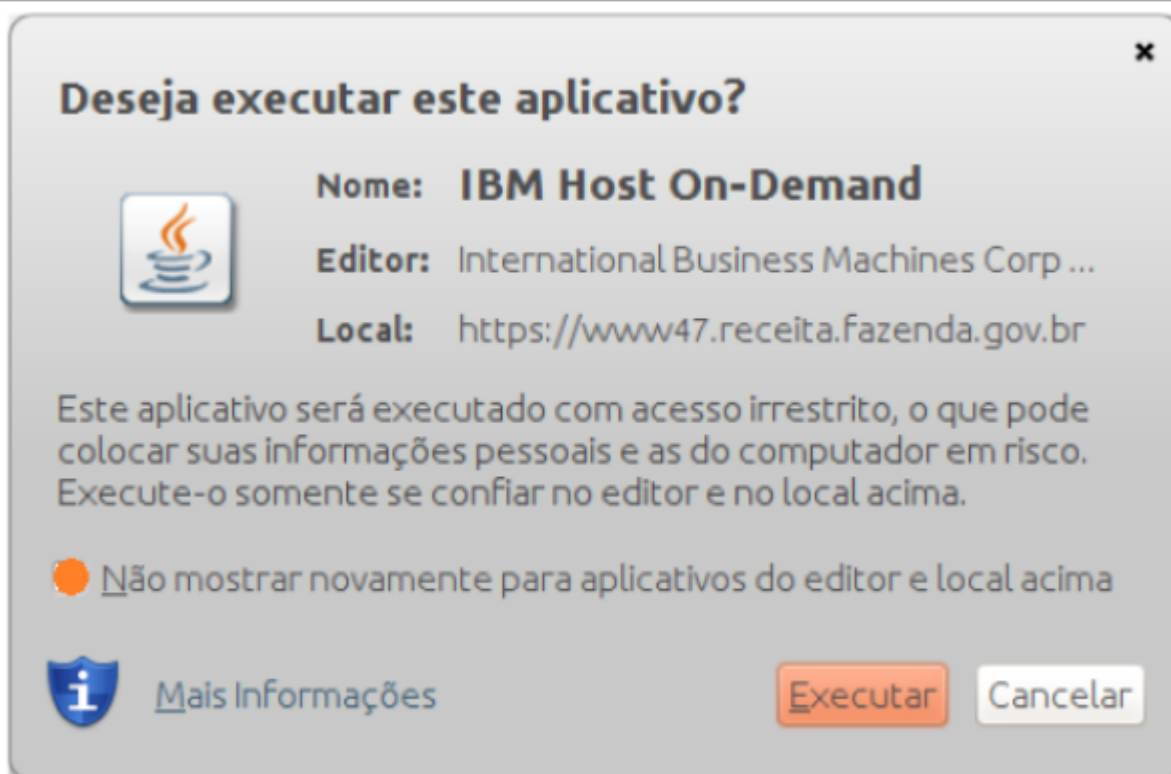 Deseja executar este aplicativo?
Nome: IBM Host On-Demand
Editor: International Business Machines Corp ...
Local: https://www47.receita.fazenda.gov.br
Este aplicativo será executado com acesso irrestrito, o que pode
colocar suas informações pessoais e as do computador em risco.
Execute-o somente se confiar no editor e no local acima.
Não mostrar novamente para aplicativos do editor e local acima
Mais Informações
Executar
Cancelar